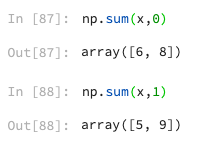 In [87]: np.sum(x,0)
Out[87]: array([6, 8])
In [88]: np.sum(x,1)
Out[88]: array([5, 9])